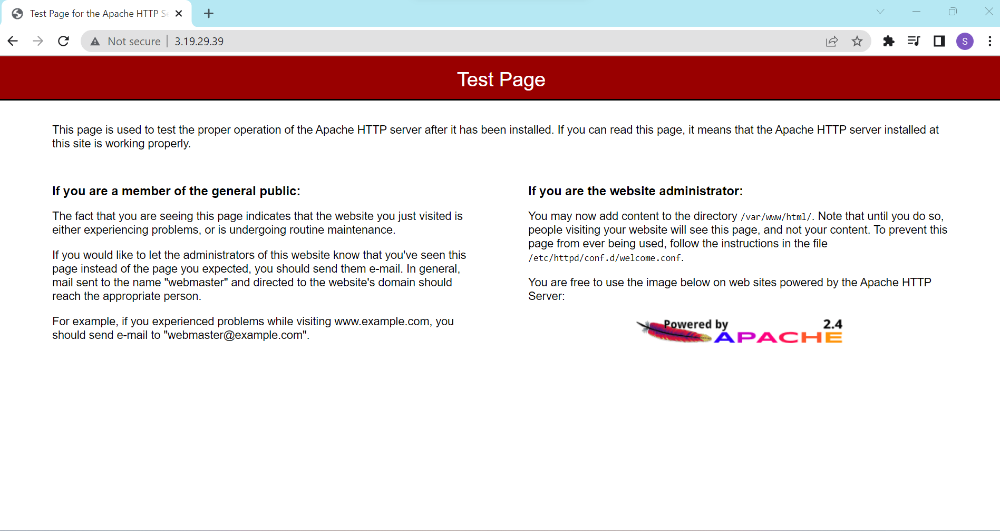 Test Page for the Apache HTTP S
Not secure
3.19.29.39
S
Test Page
This page is used to test the proper operation of the Apache HTTP server after it has been installed. If you can read this page, it means that the Apache HTTP server installed at
this site is working properly.
If you are a member of the general public:
The fact that you are seeing this page indicates that the website you just visited is
either experiencing problems, or is undergoing routine maintenance.
If you would like to let the administrators of this website know that you've seen this
page instead of the page you expected, you should send them e-mail. In general,
mail sent to the name "webmaster" and directed to the website's domain should
reach the appropriate person.
For example, if you experienced problems while visiting www.example.com, you
should send e-mail to "webmaster@example.com".
If you are the website administrator:
You may now add content to the directory /var/www/html/. Note that until you do so,
people visiting your website will see this page, and not your content. To prevent this
page from ever being used, follow the instructions in the file
/etc/httpd/conf.d/welcome.conf.
You are free to use the image below on web sites powered by the Apache HTTP
Server:
Powered by 2.4
APACHE